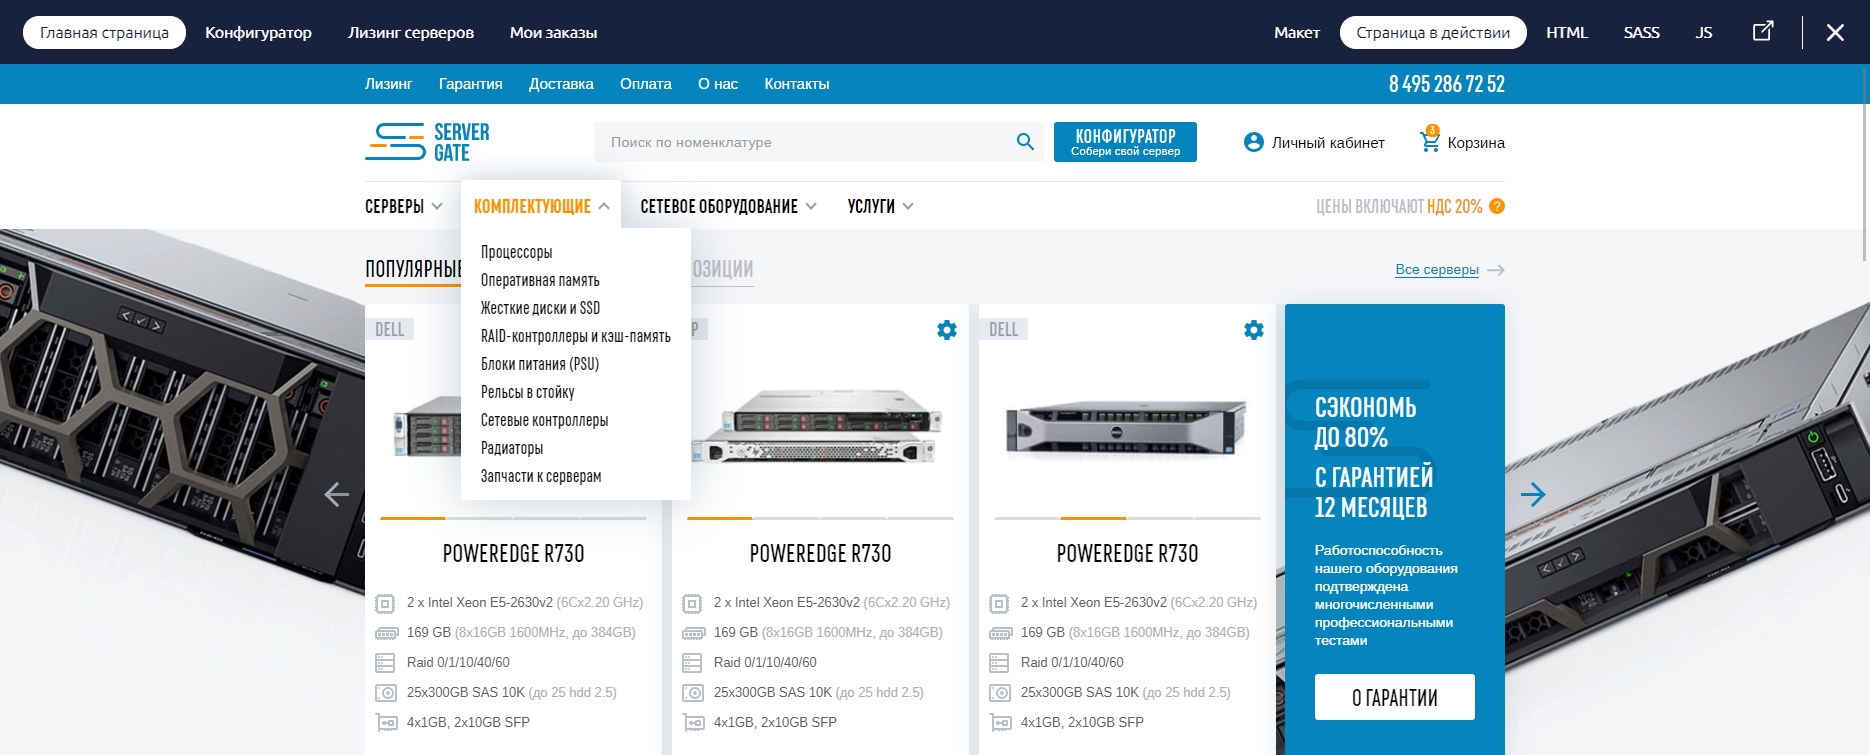 Главная страница Конфигуратор Лизинг серверов Мои заказы Макет Страница в действии HTML SASS JS
Лизинг Гарантия Доставка Оплата О нас Контакты 8 495 286 72 52
SERVER GATE
Поиск по номенклатуре
КОНФИГУРАТОР
Собери свой сервер
Личный кабинет
3
Корзина
СЕРВЕРЫ КОМПЛЕКТУЮЩИЕ СЕТЕВОЕ ОБОРУДОВАНИЕ УСЛУГИ ЦЕНЫ ВКЛЮЧАЮТ НДС 20% ?
Процессоры
Оперативная память
Жесткие диски и SSD
RAID-контроллеры и кэш-память
Блоки питания (PSU)
Рельсы в стойку
Сетевые контроллеры
Радиаторы
Запчасти к серверам
ПОПУЛЯРНЫЕ ОЗИЦИИ Все серверы
DELL
POWEREDGE R730
2 x Intel Xeon E5-2630v2 (6Cx2.20 GHz)
169 GB (8x16GB 1600MHz, до 384GB)
Raid 0/1/10/40/60
25x300GB SAS 10K (до 25 hdd 2.5)
4x1GB, 2x10GB SFP
P
POWEREDGE R730
2 x Intel Xeon E5-2630v2 (6Cx2.20 GHz)
169 GB (8x16GB 1600MHz, до 384GB)
Raid 0/1/10/40/60
25x300GB SAS 10K (до 25 hdd 2.5)
4x1GB, 2x10GB SFP
DELL
POWEREDGE R730
2 x Intel Xeon E5-2630v2 (6Cx2.20 GHz)
169 GB (8x16GB 1600MHz, до 384GB)
Raid 0/1/10/40/60
25x300GB SAS 10K (до 25 hdd 2.5)
4x1GB, 2x10GB SFP
СЭКОНОМЬ
ДО 80%
С ГАРАНТИЕЙ
12 МЕСЯЦЕВ
Работоспособность
нашего оборудования
подтверждена
многочисленными
профессиональными
тестами
О ГАРАНТИИ